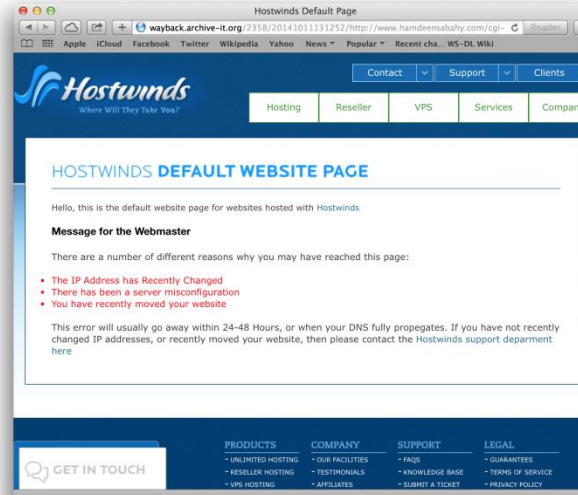 Hostwinds Default Page
wayback.archive-it.org/2358/20141011131252/http://www.hamdeensabahy.com/cgi-
Reader
Apple iCloud Facebook Twitter Wikipedia Yahoo News Popular Recent cha... WS-DL Wiki
Contact Support Clients
Hostwinds
Where Will They Take You?
Hosting Reseller VPS Services Compan
HOSTWINDS DEFAULT WEBSITE PAGE
Hello, this is the default website page for websites hosted with Hostwinds
Message for the Webmaster
There are a number of different reasons why you may have reached this page:
The IP Address has Recently Changed
There has been a server misconfiguration
You have recently moved your website
This error will usually go away within 24-48 Hours, or when your DNS fully propegates. If you have not recently
changed IP addresses, or recently moved your website, then please contact the Hostwinds support deparment
here
PRODUCTS COMPANY SUPPORT LEGAL
- UNLIMITED HOSTING - OUR FACILITIES - FAQS - GUARANTEES
GET IN TOUCH - RESELLER HOSTING - TESTIMONIALS - KNOWLEDGE BASE - TERMS OF SERVICE
- VPS HOSTING - AFFILIATES - SUBMIT A TICKET - PRIVACY POLICY